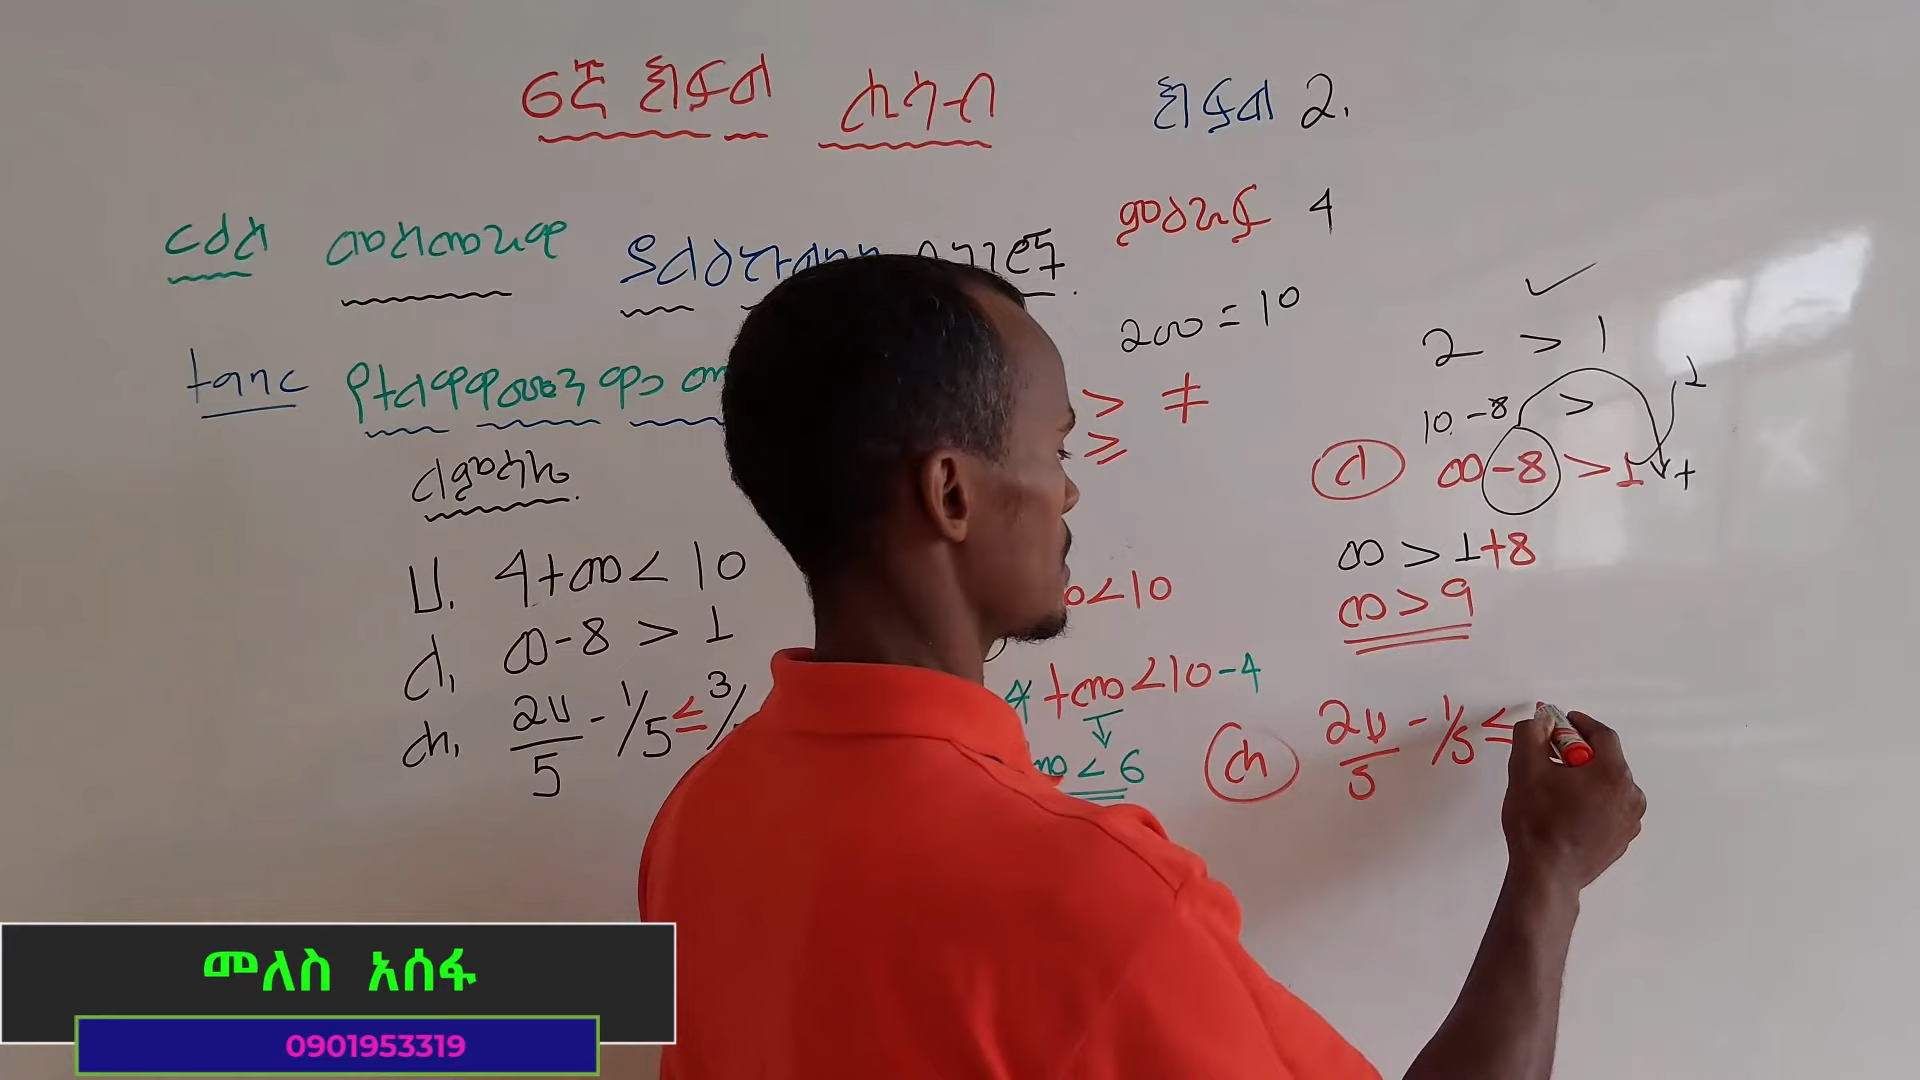 6ኛ ክፍል ሒሳብ ክፍል 2.
ርዕስ መስመራዊ ምዕራፍ 4
2መ = 10
> ≠
≥
ለምሳሌ.
ሀ. 4+መ < 10
ለ. መ-8 > 1
ሐ. 2ሀ/5 - 1/5 ≤ 3/
<10
4 +መ < 10-4
መ < 6
2 > 1
10-8 > 1
ለ መ-8 > 1 +
መ > 1+8
መ > 9
ሐ 2ሀ/5 - 1/5 ≤
መለስ አሰፋ
0901953319